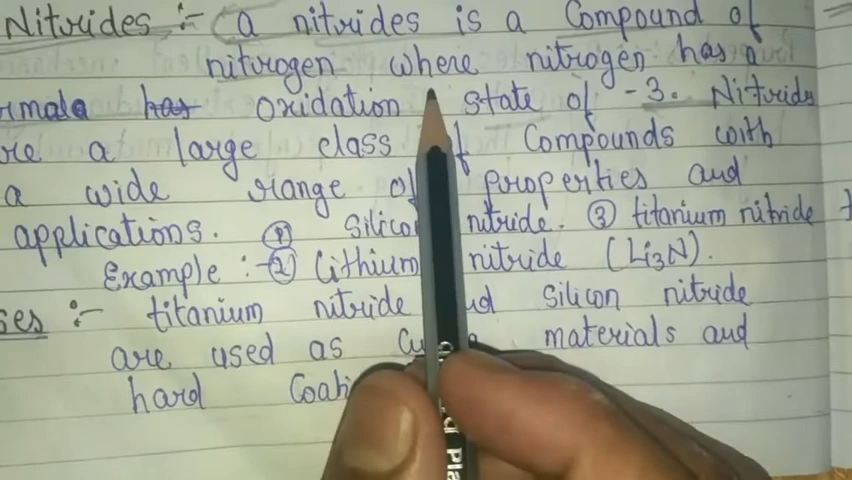 Nitrides :- a nitrides is a Compound of
nitrogen where nitrogen has a
oxidation state of -3. Nitrides
a large class of Compounds with
a wide range of properties and
applications. ① Silicon nitride. ③ titanium nitride
Example :- ② Lithium nitride (Li3N).
:- titanium nitride and silicon nitride
are used as materials and
hard